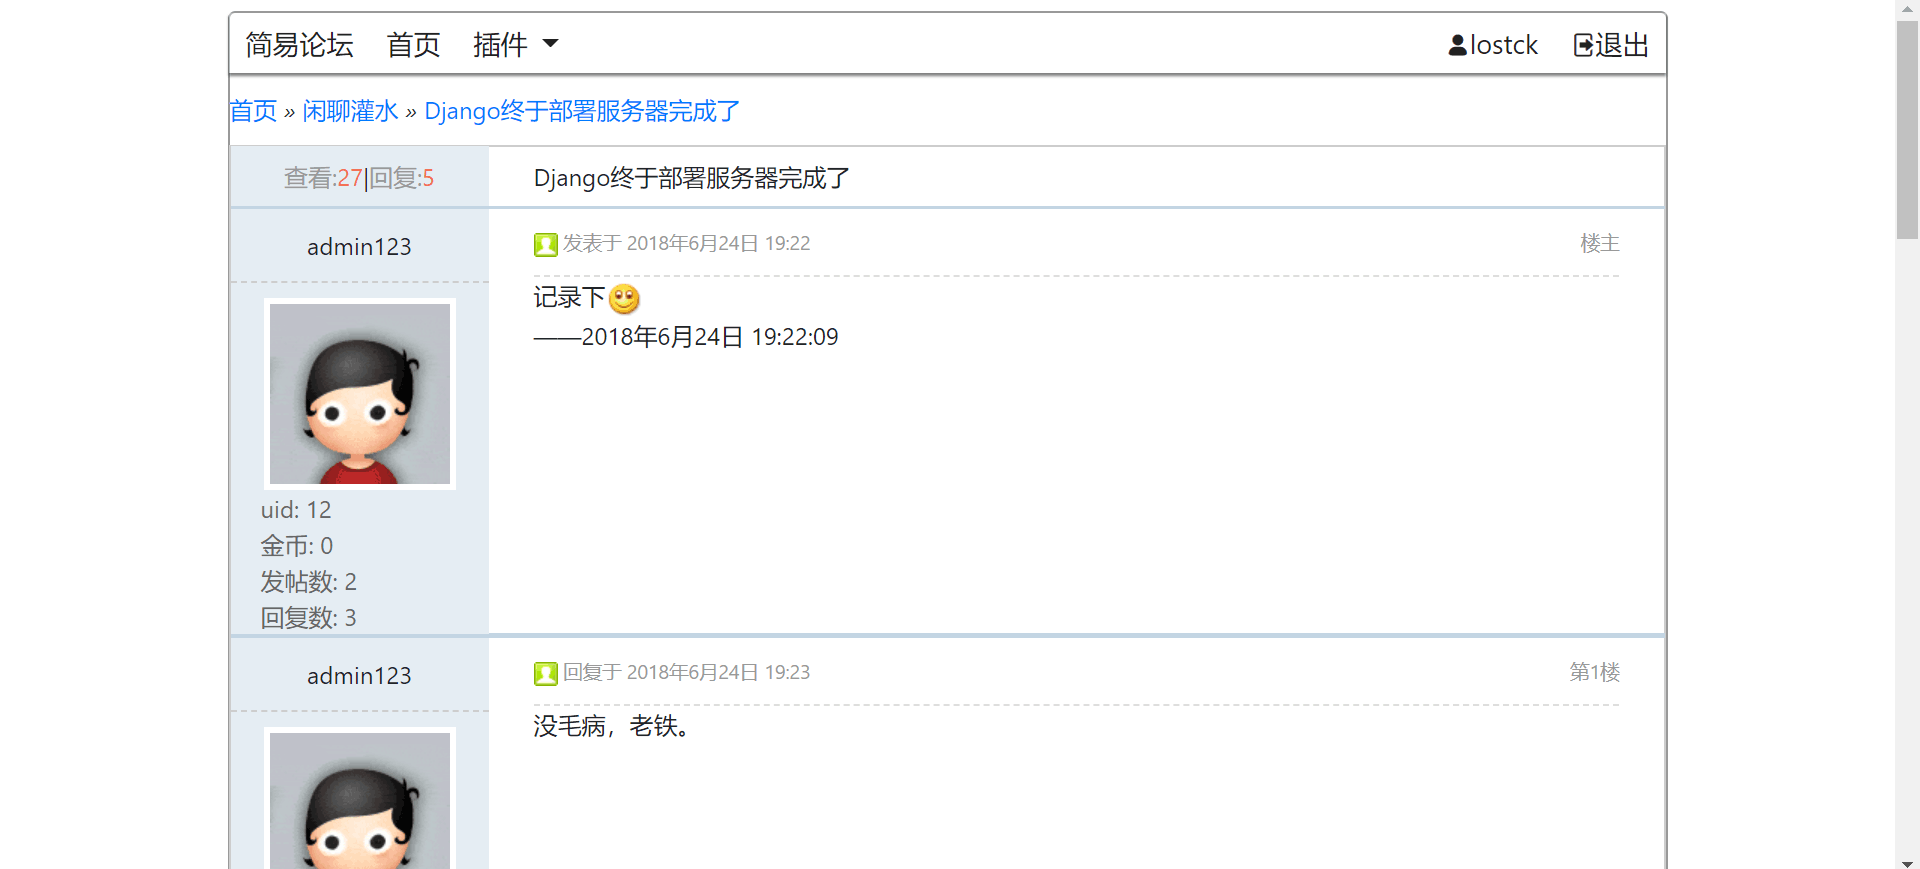 简易论坛 首页 插件 lostck 退出
首页 » 闲聊灌水 » Django终于部署服务器完成了
查看:27|回复:5 Django终于部署服务器完成了
admin123
发表于 2018年6月24日 19:22 楼主
记录下
——2018年6月24日 19:22:09
uid: 12
金币: 0
发帖数: 2
回复数: 3
admin123
回复于 2018年6月24日 19:23 第1楼
没毛病，老铁。